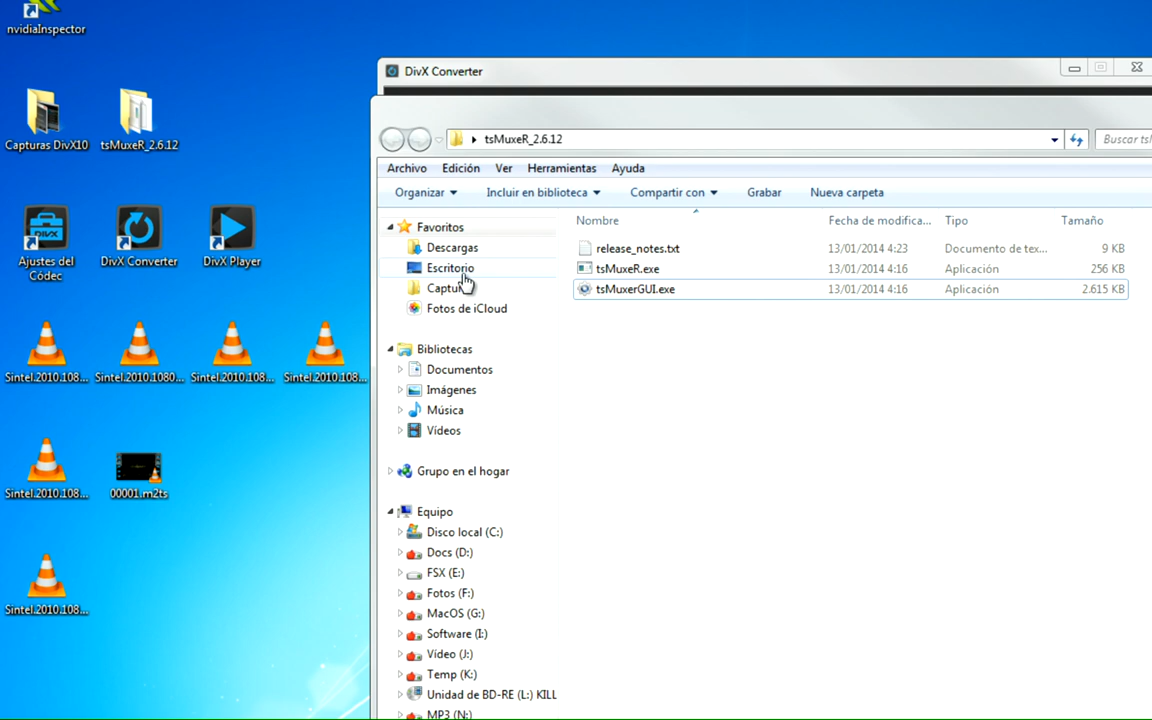 nvidiaInspector
Capturas DivX10
tsMuxeR_2.6.12
Ajustes del
Códec
DivX Converter
DivX Player
Sintel.2010.108...
Sintel.2010.1080...
Sintel.2010.108...
Sintel.2010.108...
Sintel.2010.108...
00001.m2ts
Sintel.2010.108...
DivX Converter
tsMuxeR_2.6.12
Buscar tsM
Archivo Edición Ver Herramientas Ayuda
Organizar Incluir en biblioteca Compartir con Grabar Nueva carpeta
Nombre Fecha de modifica... Tipo Tamaño
release_notes.txt 13/01/2014 4:23 Documento de tex... 9 KB
tsMuxeR.exe 13/01/2014 4:16 Aplicación 256 KB
tsMuxerGUI.exe 13/01/2014 4:16 Aplicación 2.615 KB
Favoritos
Descargas
Escritorio
Fotos de iCloud
Bibliotecas
Documentos
Imágenes
Música
Vídeos
Grupo en el hogar
Equipo
Disco local (C:)
Docs (D:)
FSX (E:)
Fotos (F:)
MacOS (G:)
Software (I:)
Vídeo (J:)
Temp (K:)
Unidad de BD-RE (L:) KILL
MP3 (N:)